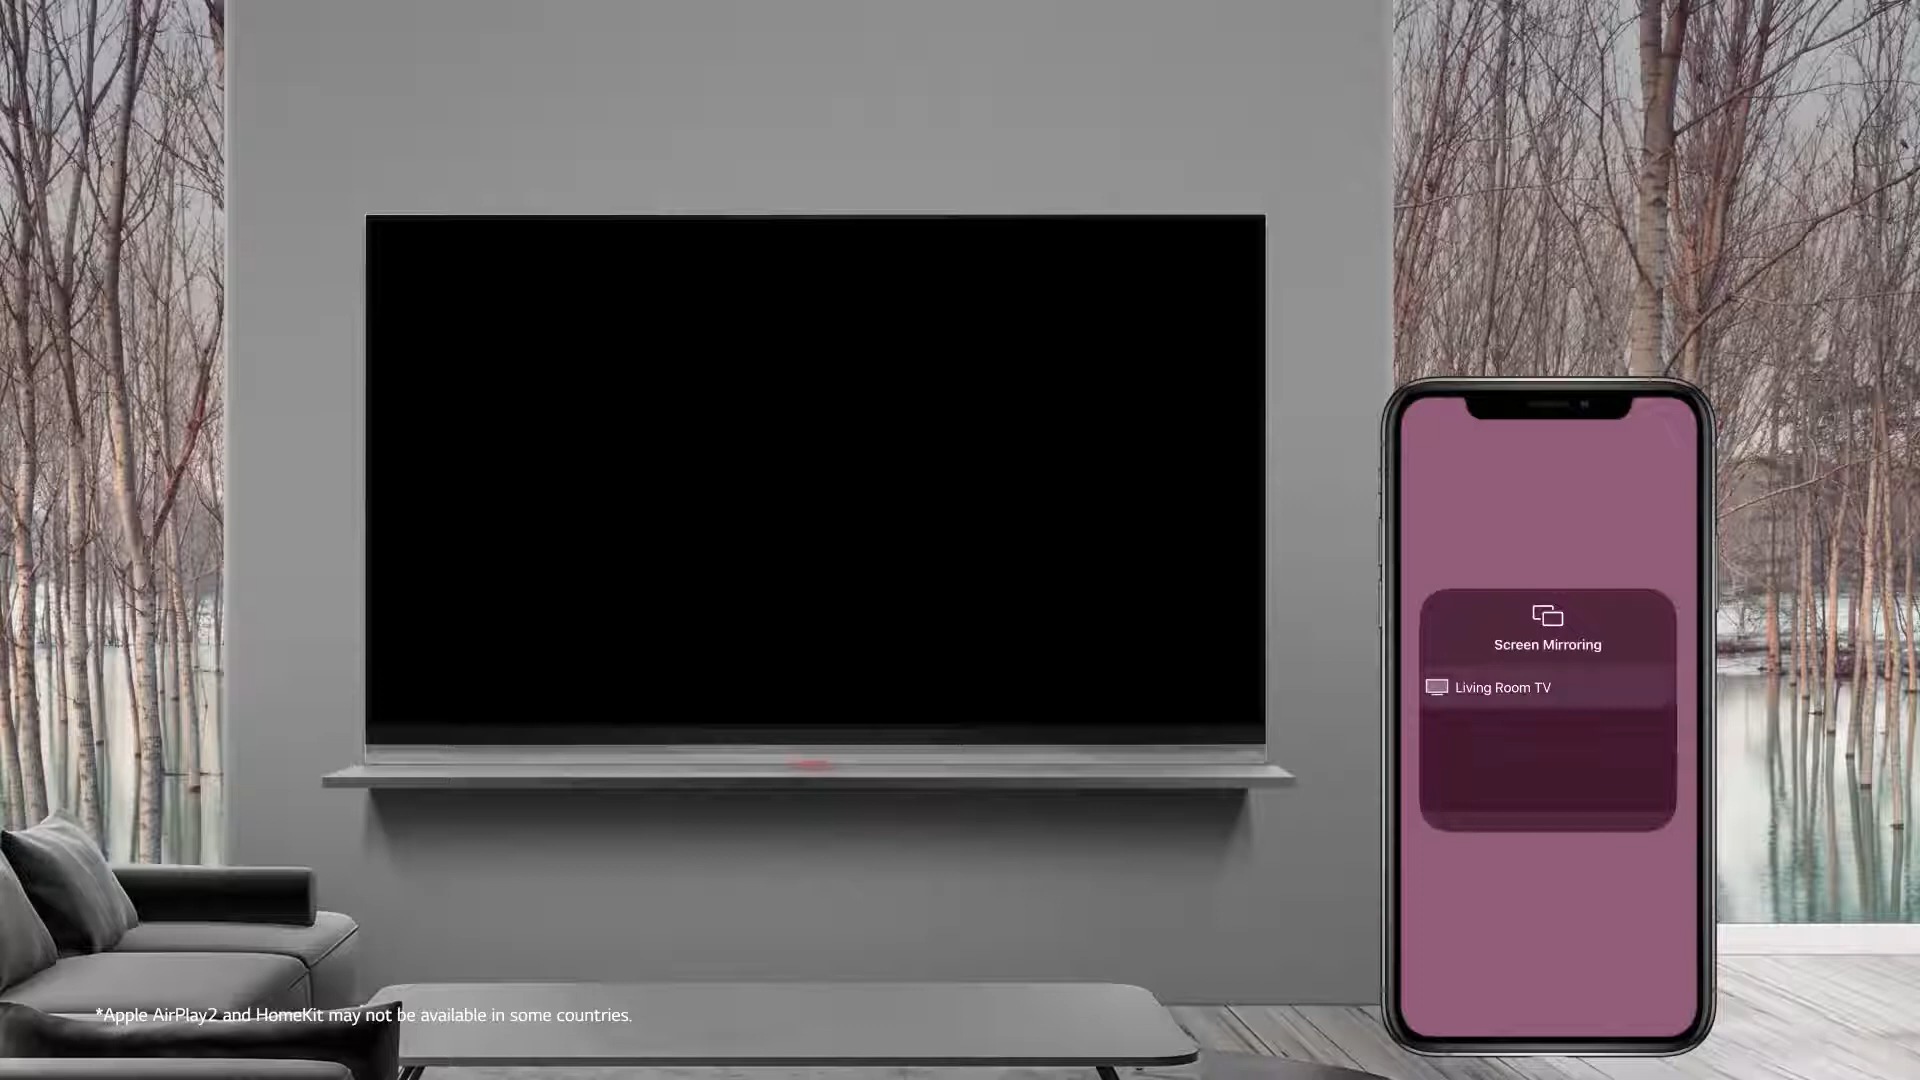 Screen Mirroring
Living Room TV
*Apple AirPlay2 and HomeKit may not be available in some countries.